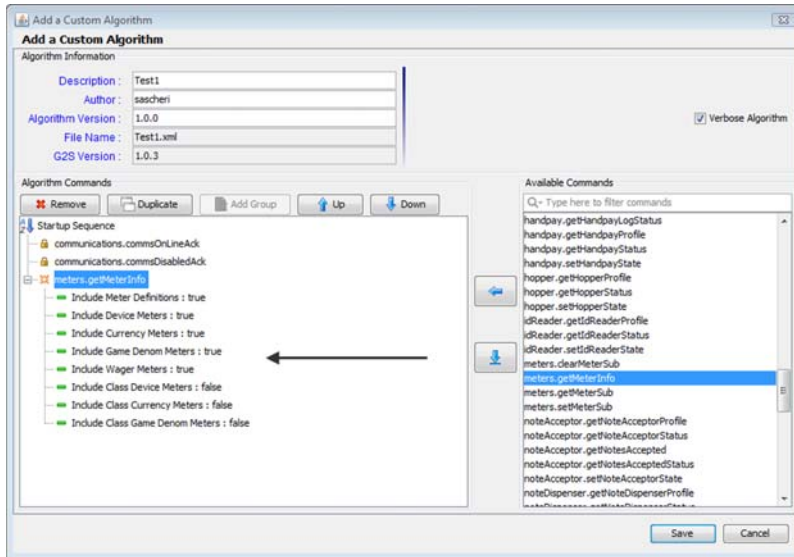 Add a Custom Algorithm
Add a Custom Algorithm
Algorithm Information
Description : Test1
Author : sascheri
Algorithm Version : 1.0.0
File Name : Test1.xml
G2S Version : 1.0.3
Verbose Algorithm
Algorithm Commands
Remove Duplicate Add Group Up Down
Startup Sequence
communications.commsOnLineAck
communications.commsDisabledAck
meters.getMeterInfo
Include Meter Definitions : true
Include Device Meters : true
Include Currency Meters : true
Include Game Denom Meters : true
Include Wager Meters : true
Include Class Device Meters : false
Include Class Currency Meters : false
Include Class Game Denom Meters : false
Available Commands
Type here to filter commands
handpay.getHandpayLogStatus
handpay.getHandpayProfile
handpay.getHandpayStatus
handpay.setHandpayState
hopper.getHopperProfile
hopper.getHopperStatus
hopper.setHopperState
idReader.getIdReaderProfile
idReader.getIdReaderStatus
idReader.setIdReaderState
meters.clearMeterSub
meters.getMeterInfo
meters.getMeterSub
meters.setMeterSub
noteAcceptor.getNoteAcceptorProfile
noteAcceptor.getNoteAcceptorStatus
noteAcceptor.getNotesAccepted
noteAcceptor.getNotesAcceptedStatus
noteAcceptor.setNoteAcceptorState
noteDispenser.getNoteDispenserProfile
noteDispenser.getNoteDispenserStatus
Save Cancel